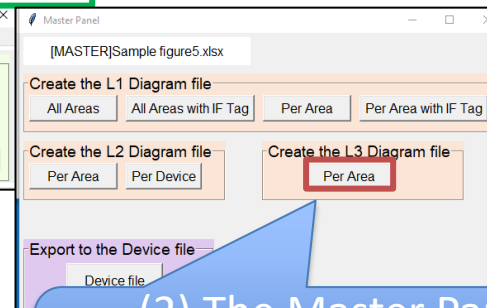 Master Panel
[MASTER]Sample figure5.xlsx
Create the L1 Diagram file
All Areas All Areas with IF Tag Per Area Per Area with IF Tag
Create the L2 Diagram file Create the L3 Diagram file
Per Area Per Device Per Area
Export to the Device file
Device file
(2) The Master Pa